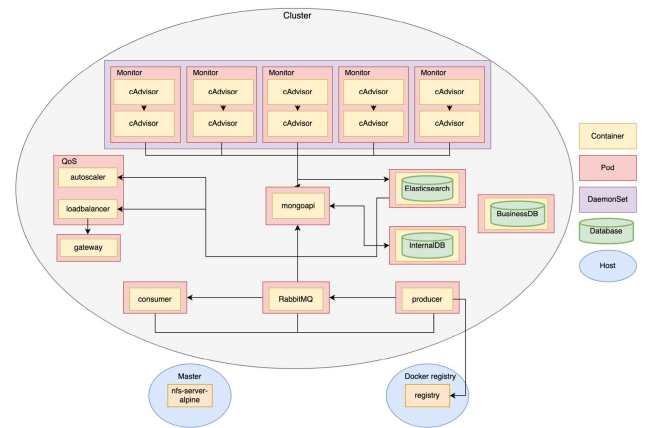 Cluster
Monitor
Monitor
Monitor
Monitor
Monitor
cAdvisor
cAdvisor
cAdvisor
cAdvisor
cAdvisor
cAdvisor
cAdvisor
cAdvisor
cAdvisor
cAdvisor
QoS
autoscaler
loadbalancer
gateway
mongoapi
Elasticsearch
InternalDB
BusinessDB
consumer
RabbitMQ
producer
Master
nfs-server-
alpine
Docker registry
registry
Container
Pod
DaemonSet
Database
Host